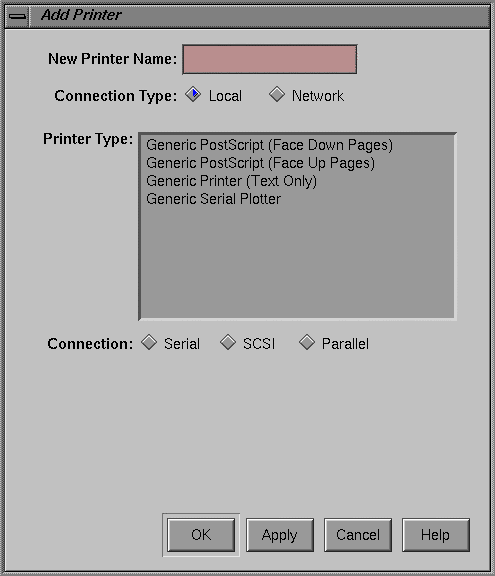 Add Printer
New Printer Name:
Connection Type: Local Network
Printer Type: Generic PostScript (Face Down Pages)
Generic PostScript (Face Up Pages)
Generic Printer (Text Only)
Generic Serial Plotter
Connection: Serial SCSI Parallel
OK Apply Cancel Help